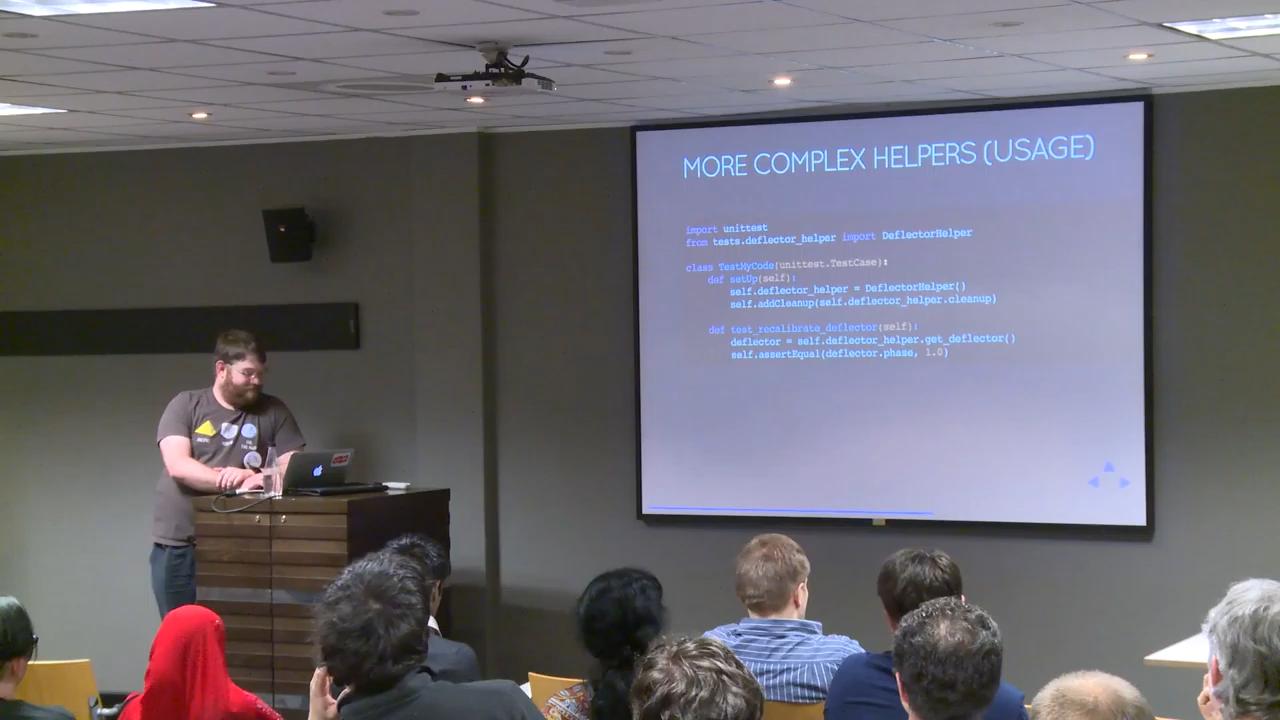 MORE COMPLEX HELPERS (USAGE)
import unittest
from tests.deflector_helper import DeflectorHelper
class TestMyCode(unittest.TestCase):
def setUp(self):
self.deflector_helper = DeflectorHelper()
self.addCleanup(self.deflector_helper.cleanup)
def test_recalibrate_deflector(self):
deflector = self.deflector_helper.get_deflector()
self.assertEqual(deflector.phase, 1.0)